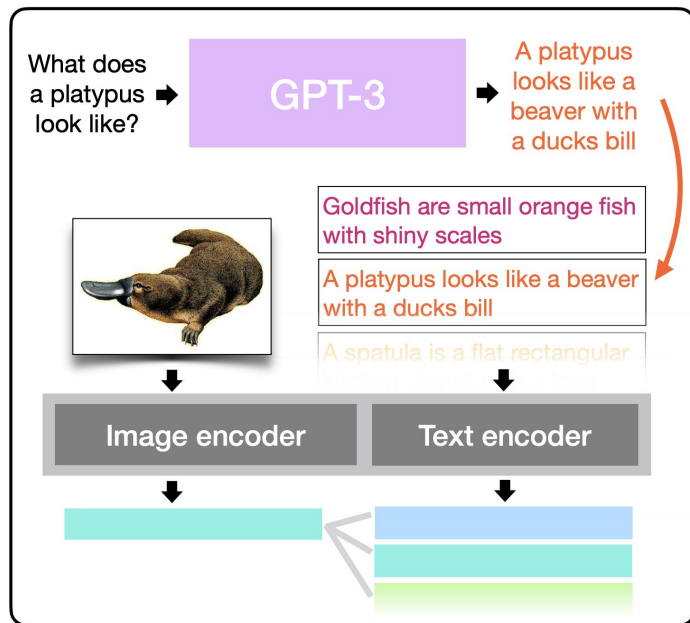 What does
a platypus
look like?
GPT-3
A platypus
looks like a
beaver with
a ducks bill
Goldfish are small orange fish
with shiny scales
A platypus looks like a beaver
with a ducks bill
A spatula is a flat rectangular
Image encoder
Text encoder